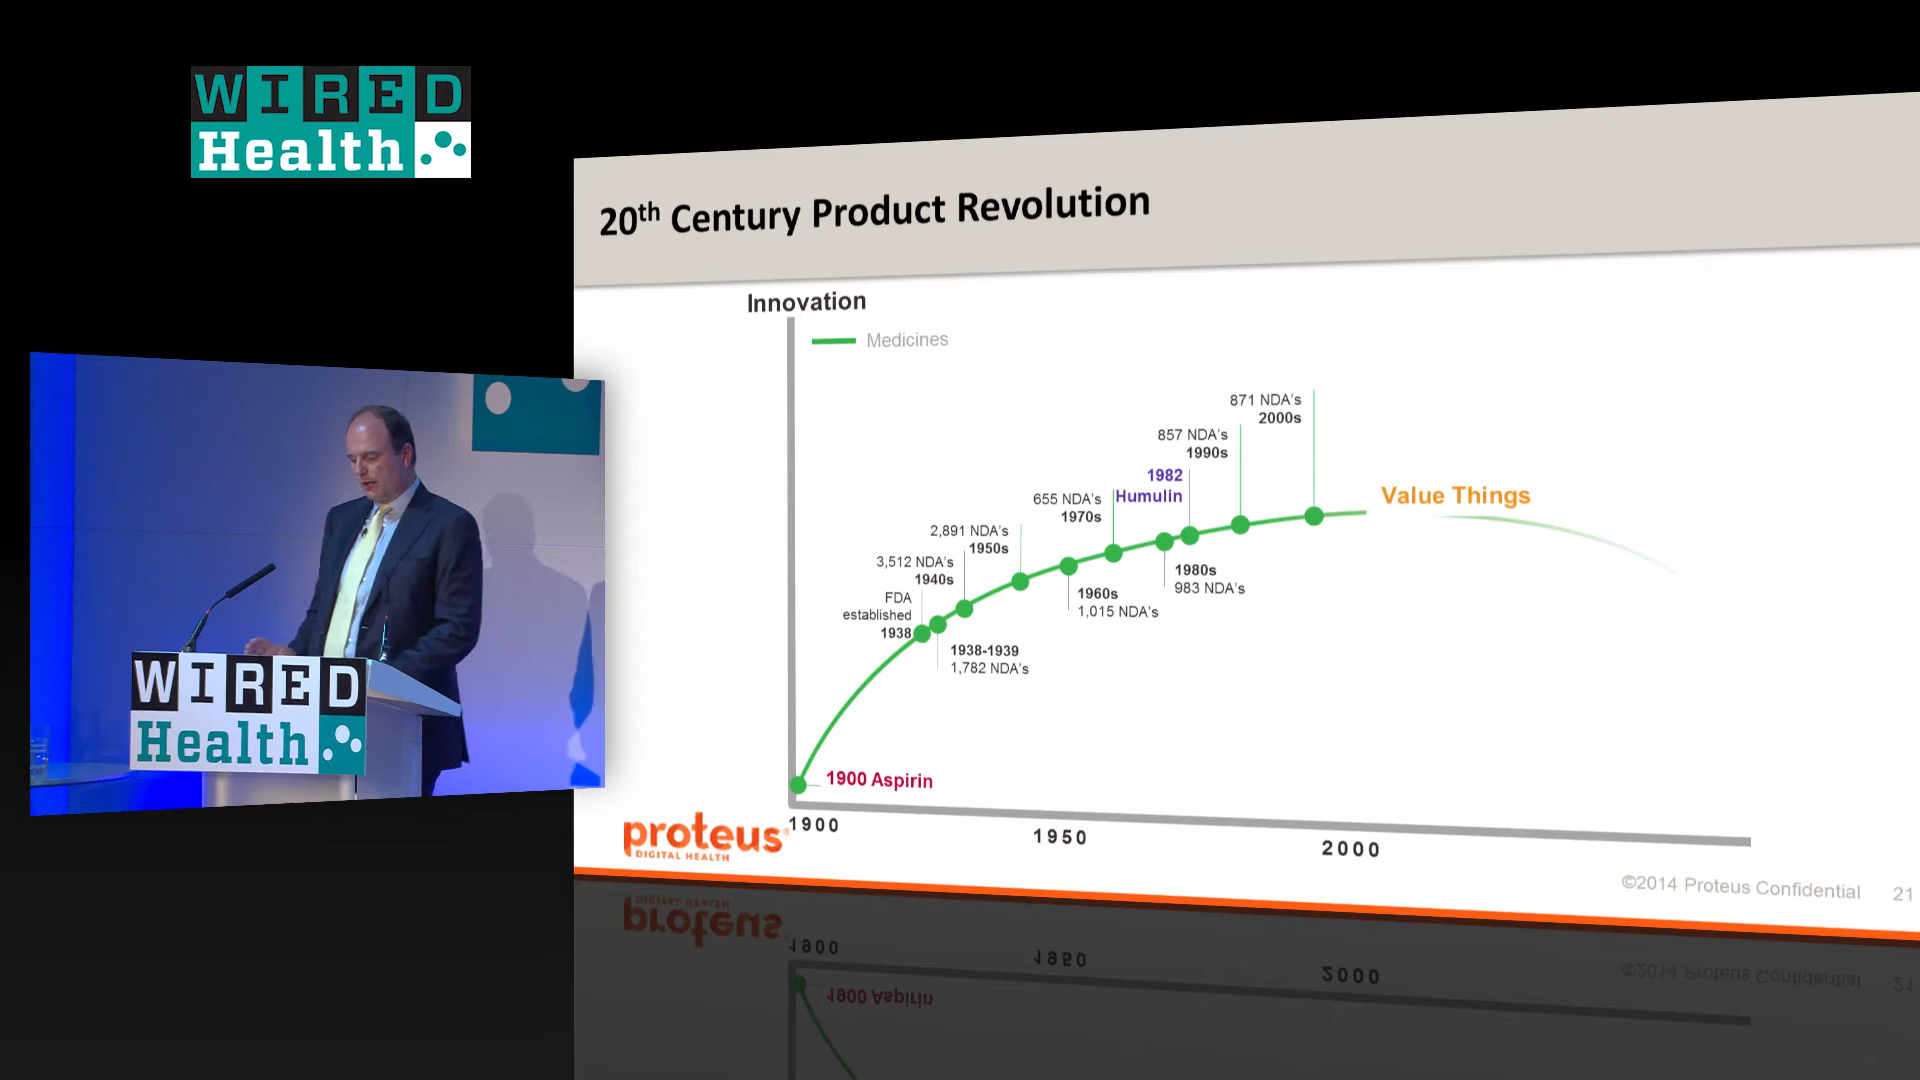 WIRED
Health
20th Century Product Revolution
Innovation
Medicines
871 NDA's
2000s
857 NDA's
1990s
1982
Humulin
655 NDA's
1970s
2,891 NDA's
1950s
3,512 NDA's
1940s
FDA
established
1938
1938-1939
1,782 NDA's
1960s
1,015 NDA's
1980s
983 NDA's
Value Things
1900 Aspirin
1900
1950
2000
proteus
DIGITAL HEALTH
©2014 Proteus Confidential
21
WIRED
Health